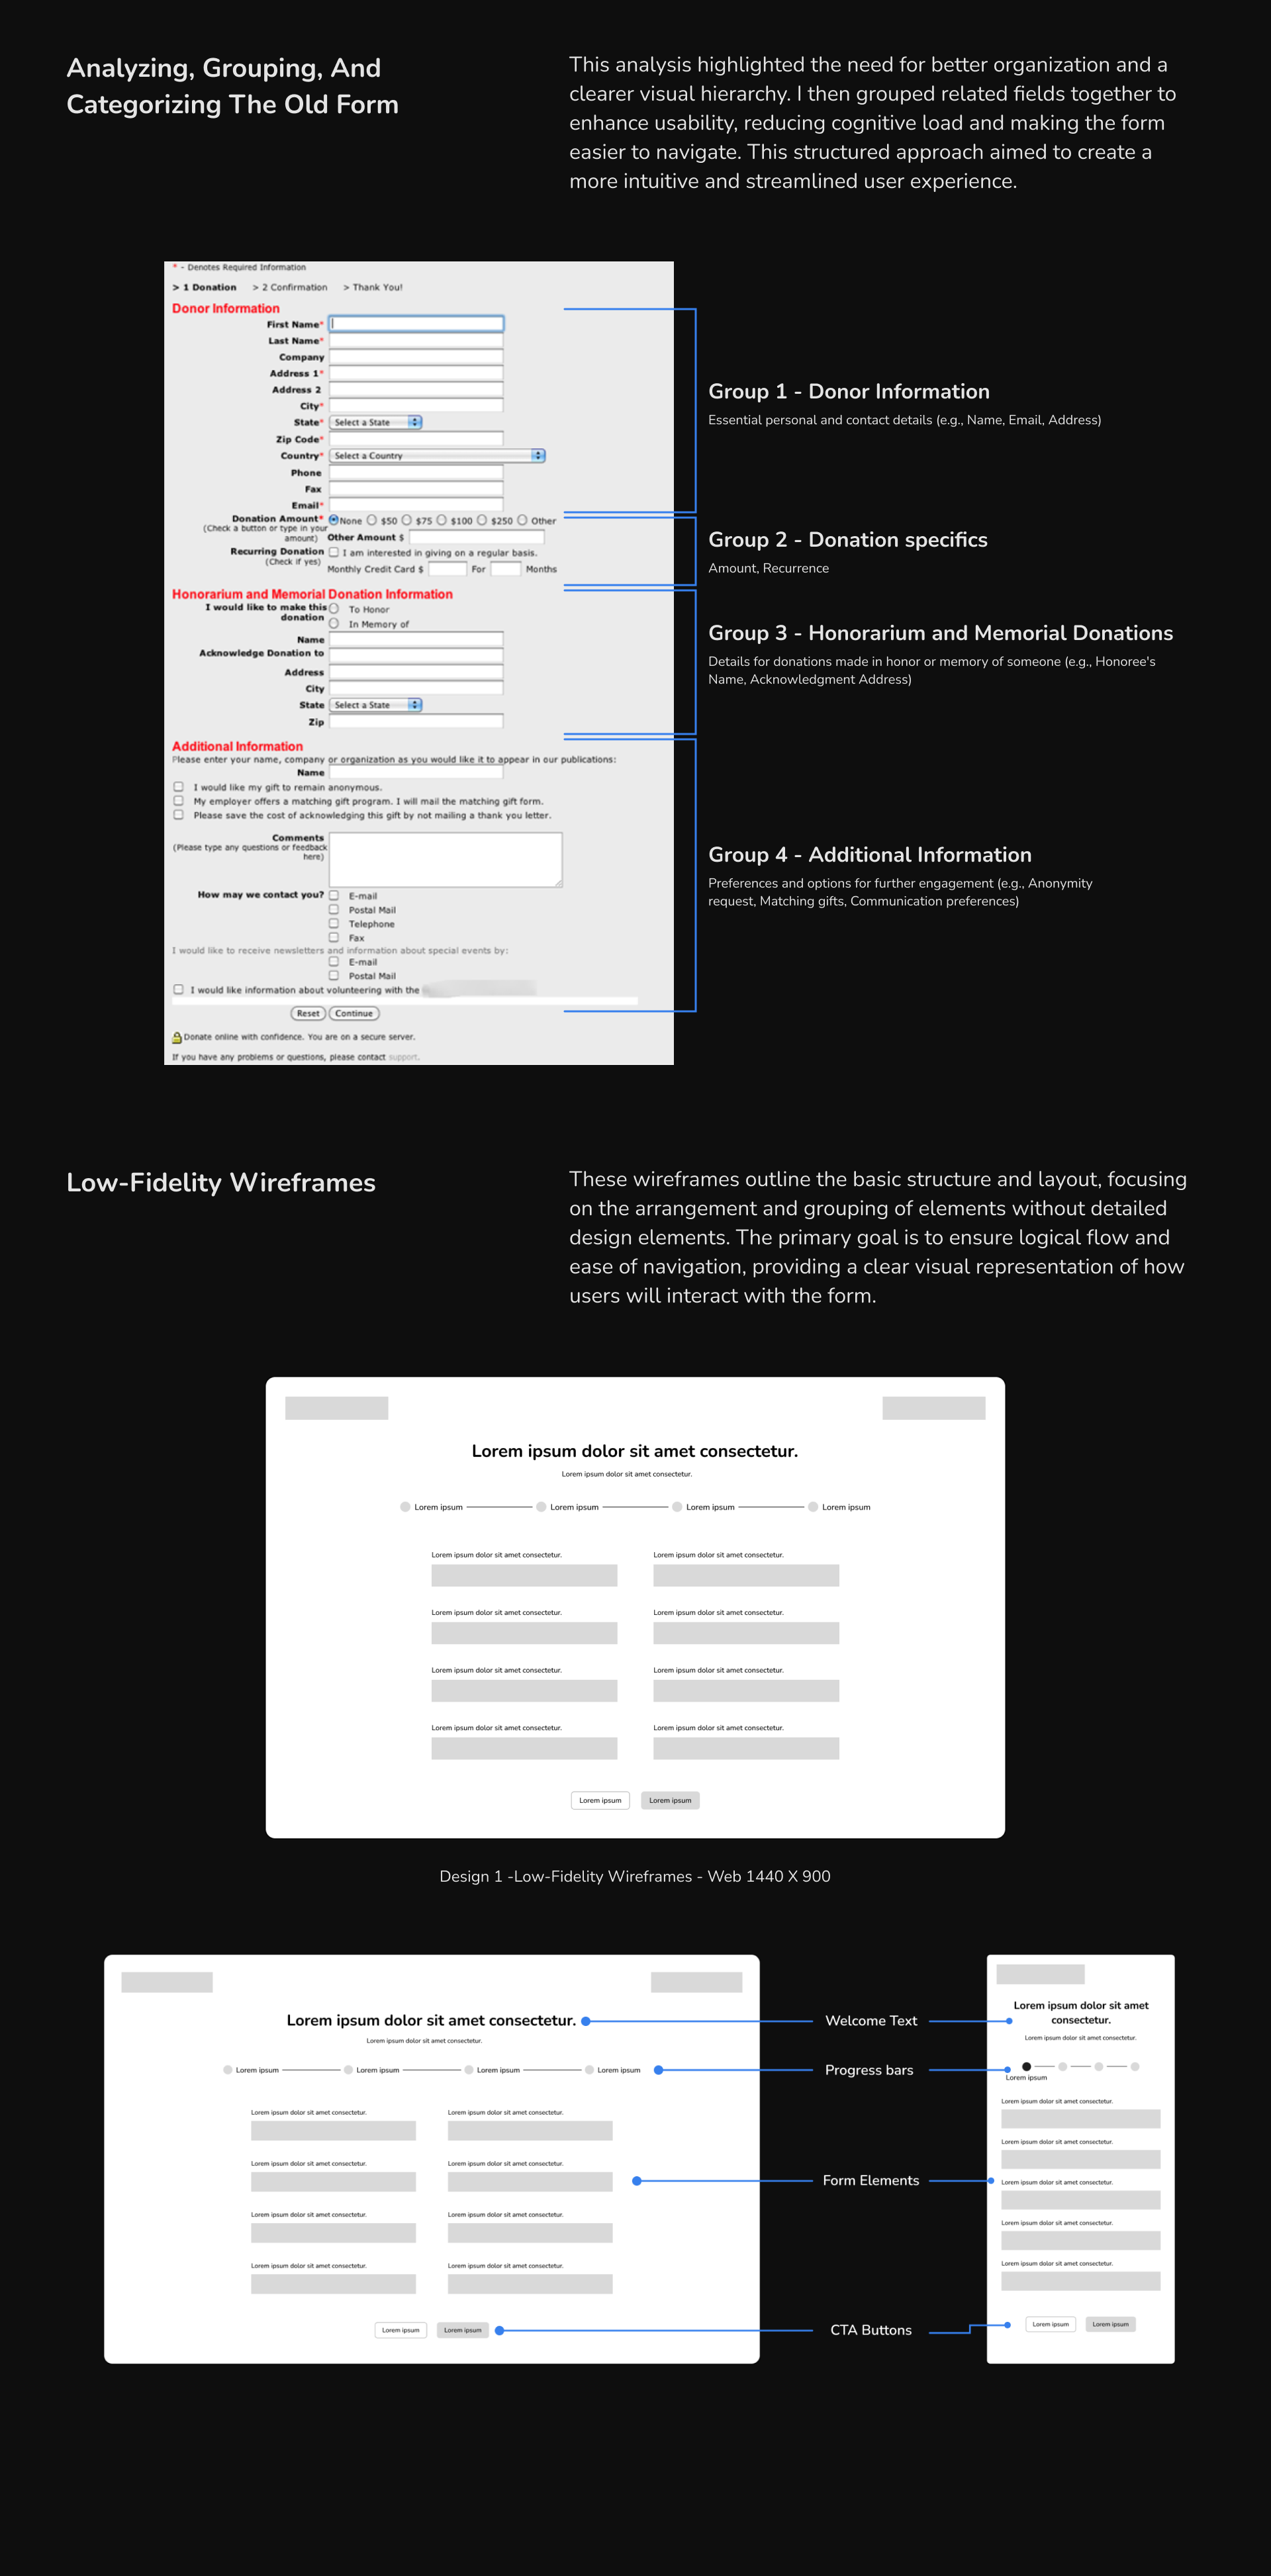 Analyzing, Grouping, And
Categorizing The Old Form
This analysis highlighted the need for better organization and a
clearer visual hierarchy. I then grouped related fields together to
enhance usability, reducing cognitive load and making the form
easier to navigate. This structured approach aimed to create a
more intuitive and streamlined user experience.
* - Denotes Required Information
> 1 Donation > 2 Confirmation > Thank You!
Donor Information
First Name*
Last Name*
Company
Address 1*
Address 2
City*
State* Select a State
Zip Code*
Country* Select a Country
Phone
Fax
Email*
Donation Amount* None $50 $75 $100 $250 Other
(Check a button or type in your
amount) Other Amount $
Recurring Donation I am interested in giving on a regular basis.
(Check if yes)
Monthly Credit Card $ For Months
Honorarium and Memorial Donation Information
I would like to make this To Honor
donation
In Memory of
Name
Acknowledge Donation to
Address
City
State Select a State
Zip
Additional Information
Please enter your name, company or organization as you would like it to appear in our publications:
Name
I would like my gift to remain anonymous.
My employer offers a matching gift program. I will mail the matching gift form.
Please save the cost of acknowledging this gift by not mailing a thank you letter.
Comments
(Please type any questions or feedback
here)
How may we contact you? E-mail
Postal Mail
Telephone
Fax
I would like to receive newsletters and information about special events by:
E-mail
Postal Mail
I would like information about volunteering with the
Reset Continue
Donate online with confidence. You are on a secure server.
If you have any problems or questions, please contact support.
Group 1 - Donor Information
Essential personal and contact details (e.g., Name, Email, Address)
Group 2 - Donation specifics
Amount, Recurrence
Group 3 - Honorarium and Memorial Donations
Details for donations made in honor or memory of someone (e.g., Honoree's
Name, Acknowledgment Address)
Group 4 - Additional Information
Preferences and options for further engagement (e.g., Anonymity
request, Matching gifts, Communication preferences)
Low-Fidelity Wireframes
These wireframes outline the basic structure and layout, focusing
on the arrangement and grouping of elements without detailed
design elements. The primary goal is to ensure logical flow and
ease of navigation, providing a clear visual representation of how
users will interact with the form.
Lorem ipsum dolor sit amet consectetur.
Lorem ipsum dolor sit amet consectetur.
Lorem ipsum Lorem ipsum Lorem ipsum Lorem ipsum
Lorem ipsum dolor sit amet consectetur. Lorem ipsum dolor sit amet consectetur.
Lorem ipsum dolor sit amet consectetur. Lorem ipsum dolor sit amet consectetur.
Lorem ipsum dolor sit amet consectetur. Lorem ipsum dolor sit amet consectetur.
Lorem ipsum dolor sit amet consectetur. Lorem ipsum dolor sit amet consectetur.
Lorem ipsum Lorem ipsum
Design 1 -Low-Fidelity Wireframes - Web 1440 X 900
Lorem ipsum dolor sit amet consectetur.
Lorem ipsum dolor sit amet consectetur.
Lorem ipsum Lorem ipsum Lorem ipsum Lorem ipsum
Lorem ipsum dolor sit amet consectetur. Lorem ipsum dolor sit amet consectetur.
Lorem ipsum dolor sit amet consectetur. Lorem ipsum dolor sit amet consectetur.
Lorem ipsum dolor sit amet consectetur. Lorem ipsum dolor sit amet consectetur.
Lorem ipsum dolor sit amet consectetur. Lorem ipsum dolor sit amet consectetur.
Lorem ipsum Lorem ipsum
Welcome Text
Progress bars
Form Elements
CTA Buttons
Lorem ipsum dolor sit amet
consectetur.
Lorem ipsum dolor sit amet consectetur.
Lorem ipsum
Lorem ipsum dolor sit amet consectetur.
Lorem ipsum dolor sit amet consectetur.
Lorem ipsum dolor sit amet consectetur.
Lorem ipsum dolor sit amet consectetur.
Lorem ipsum dolor sit amet consectetur.
Lorem ipsum Lorem ipsum